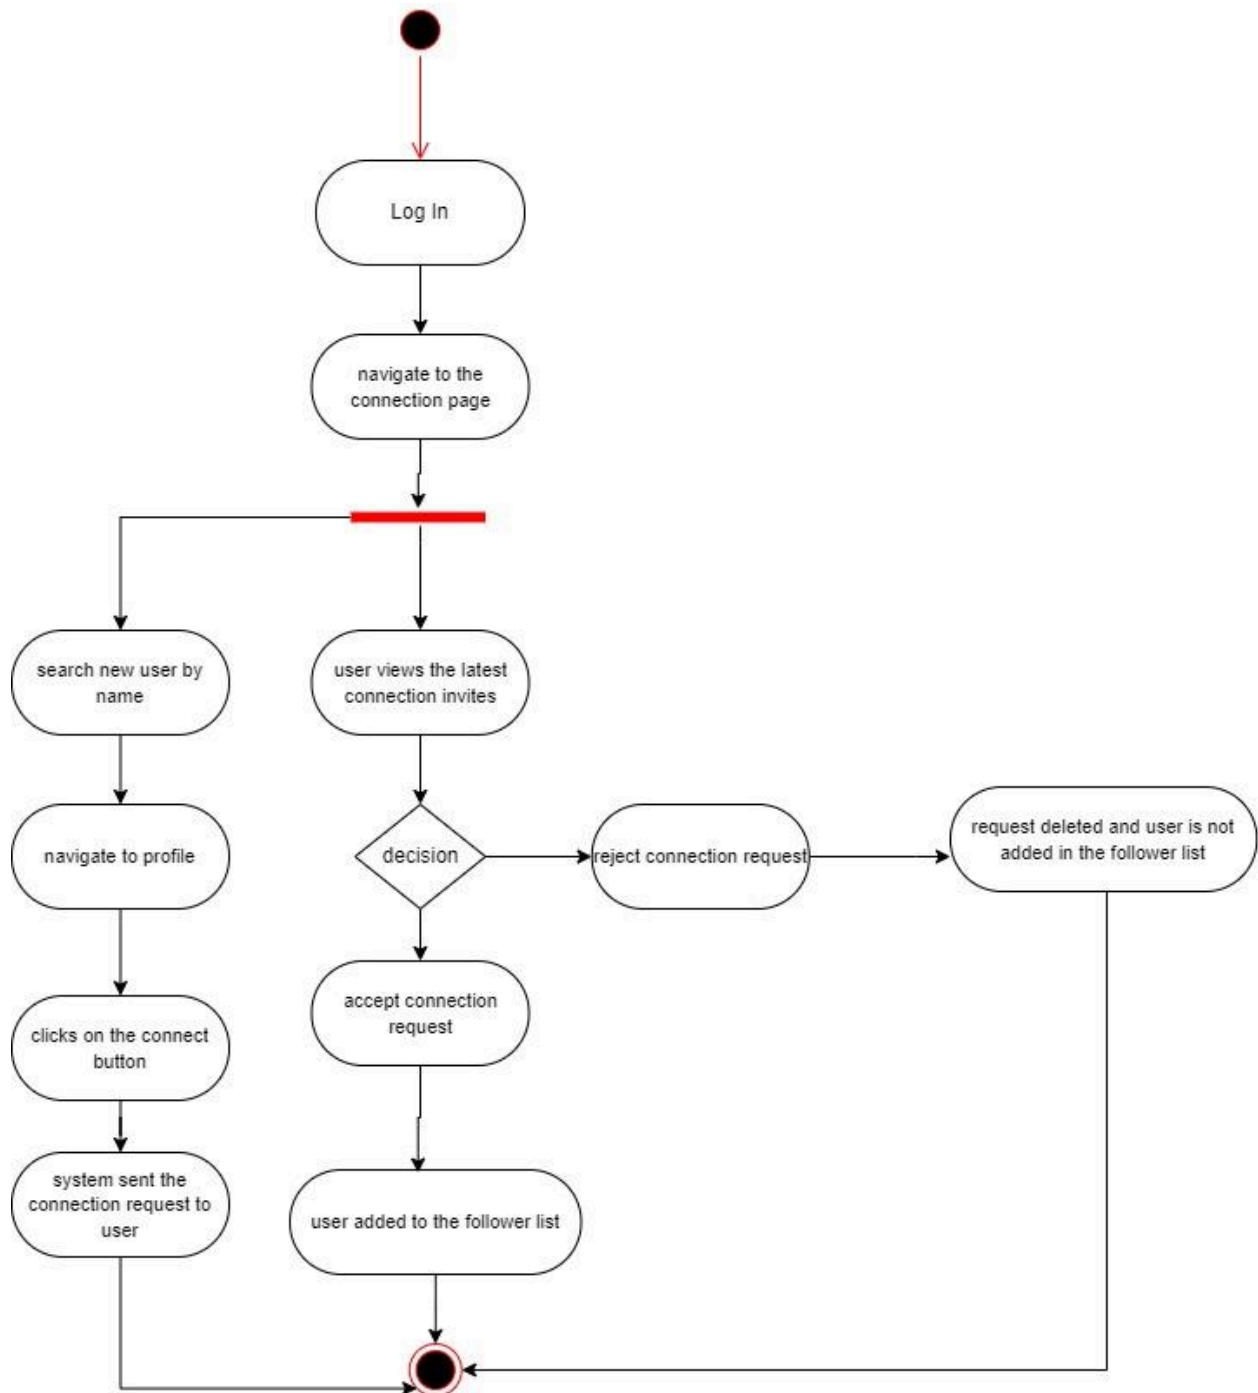 Log In
navigate to the
connection page
search new user by
name
user views the latest
connection invites
navigate to profile
decision
reject connection request
request deleted and user is not
added in the follower list
clicks on the connect
button
accept connection
request
system sent the
connection request to
user
user added to the follower list